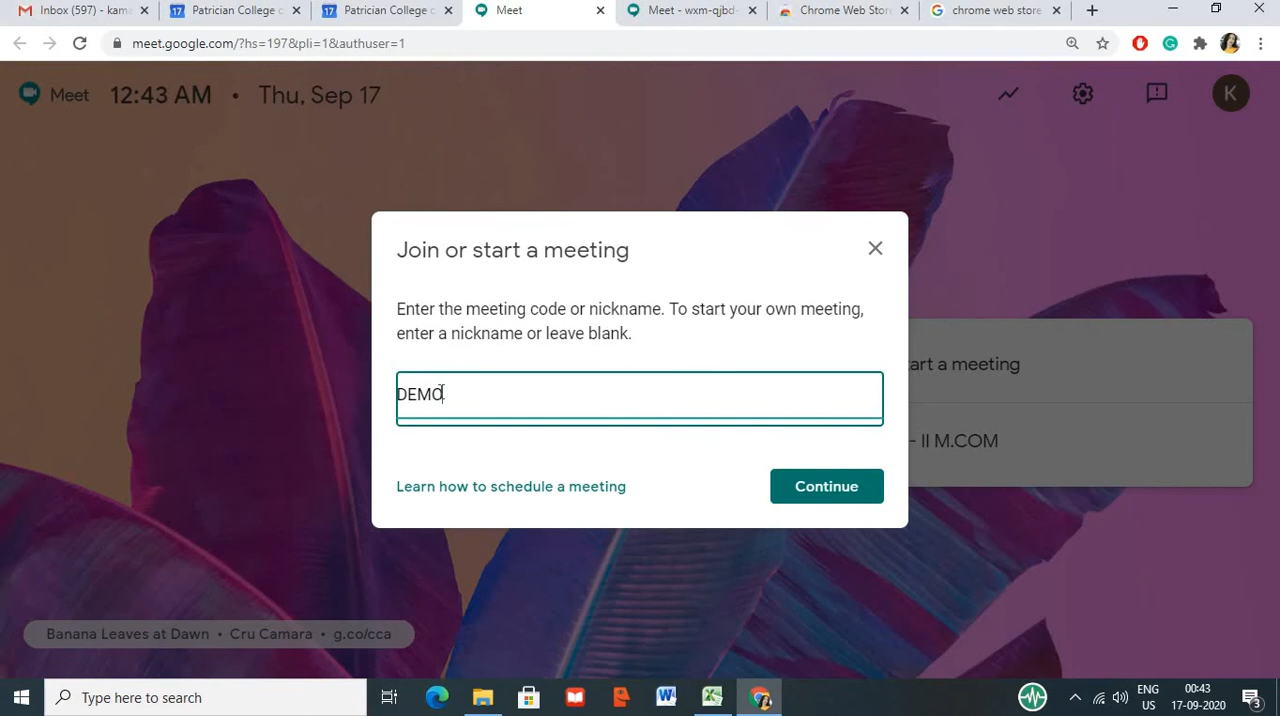 Inbox (597) - kame
Patrician College c
Patrician College c
Meet
Meet - wxm-qjbd-
Chrome Web Store
chrome web store
meet.google.com/?hs=197&pli=1&authuser=1
Meet 12:43 AM • Thu, Sep 17
K
Join or start a meeting
Enter the meeting code or nickname. To start your own meeting,
enter a nickname or leave blank.
tart a meeting
DEMO
- II M.COM
Learn how to schedule a meeting
Continue
Banana Leaves at Dawn • Cru Camara • g.co/cca
Type here to search
ENG
US
00:43
17-09-2020
3